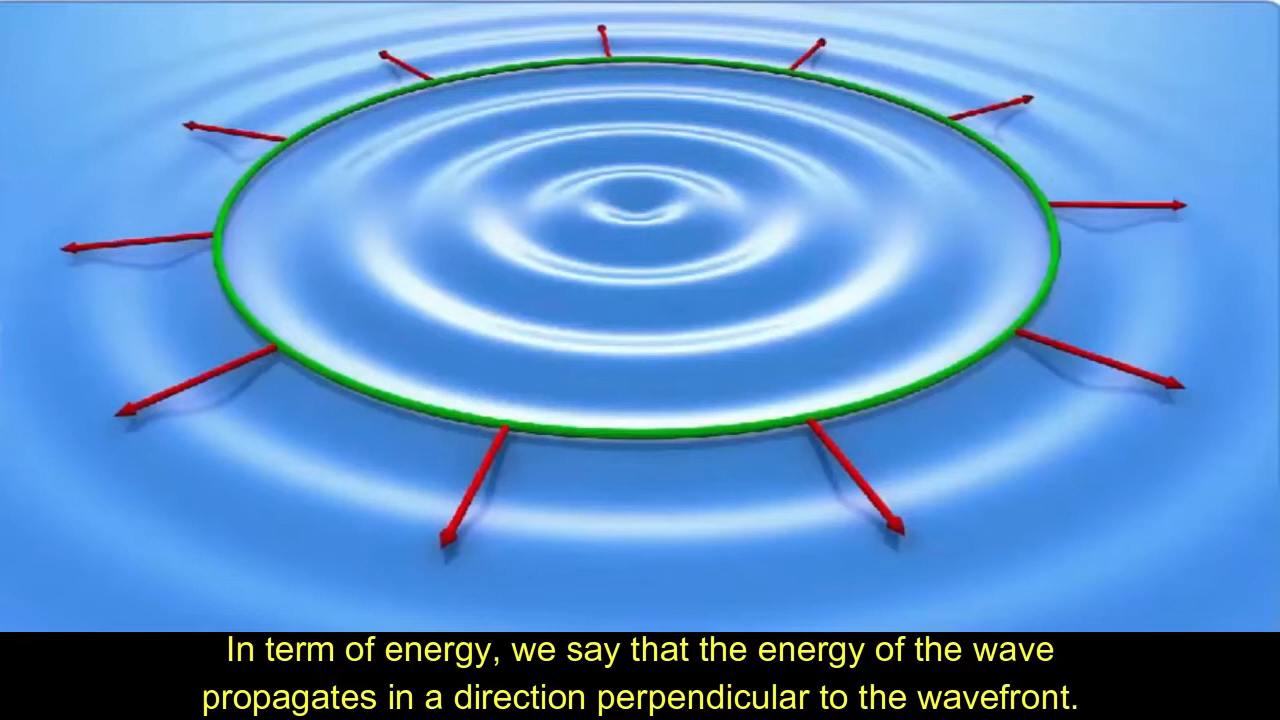 In term of energy, we say that the energy of the wave
propagates in a direction perpendicular to the wavefront.